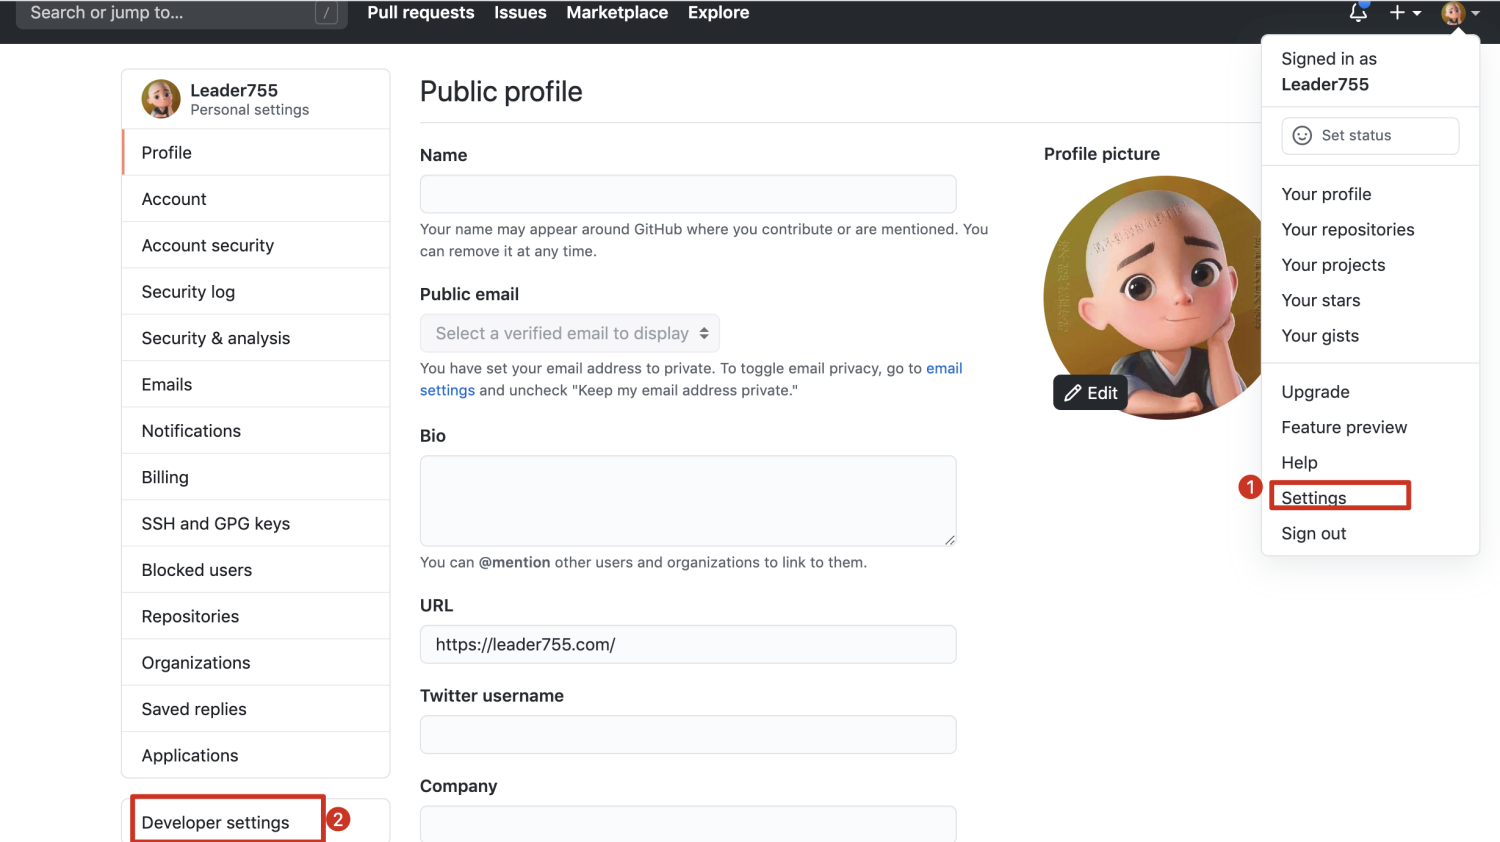 Search or jump to...
/
Pull requests
Issues
Marketplace
Explore
Leader755
Personal settings
Profile
Account
Account security
Security log
Security & analysis
Emails
Notifications
Billing
SSH and GPG keys
Blocked users
Repositories
Organizations
Saved replies
Applications
Developer settings
2
Public profile
Name
Your name may appear around GitHub where you contribute or are mentioned. You
can remove it at any time.
Public email
Select a verified email to display
You have set your email address to private. To toggle email privacy, go to email
settings and uncheck "Keep my email address private."
Bio
You can @mention other users and organizations to link to them.
URL
https://leader755.com/
Twitter username
Company
Profile picture
Edit
Signed in as
Leader755
Set status
Your profile
Your repositories
Your projects
Your stars
Your gists
Upgrade
Feature preview
Help
1
Settings
Sign out